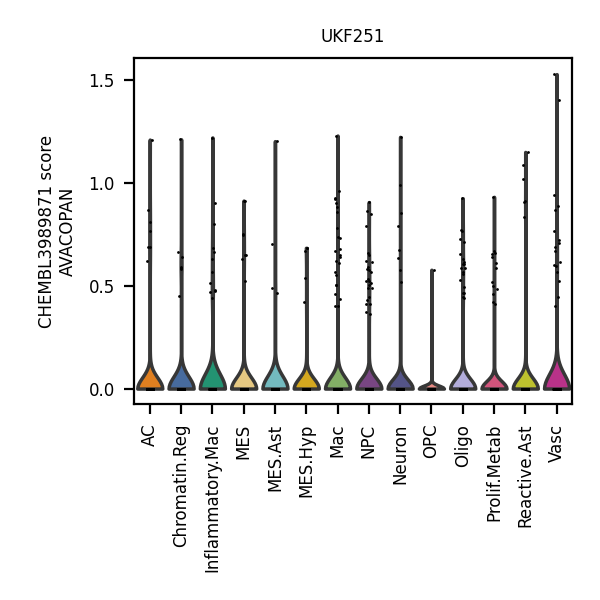 UKF251
CHEMBL3989871 score
AVACOPAN
1.5
1.0
0.5
0.0
AC
Chromatin.Reg
Inflammatory.Mac
MES
MES.Ast
MES.Hyp
Mac
NPC
Neuron
OPC
Oligo
Prolif.Metab
Reactive.Ast
Vasc